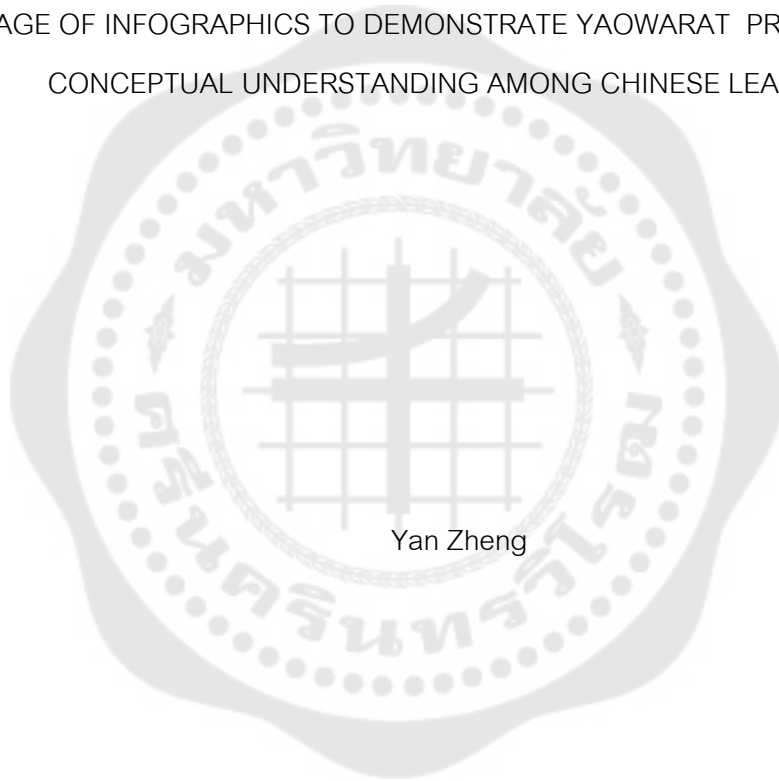 AGE OF INFOGRAPHICS TO DEMONSTRATE YAOWARAT PR
CONCEPTUAL UNDERSTANDING AMONG CHINESE LEA
มหาวิทยาลัย
ศรีนครินทรวิโรฒ
Yan Zheng